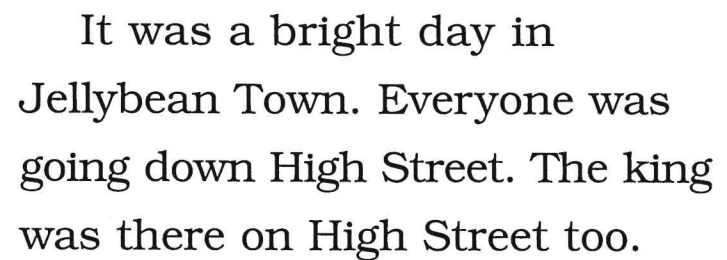 It was a bright day in
Jellybean Town. Everyone was
going down High Street. The king
was there on High Street too.